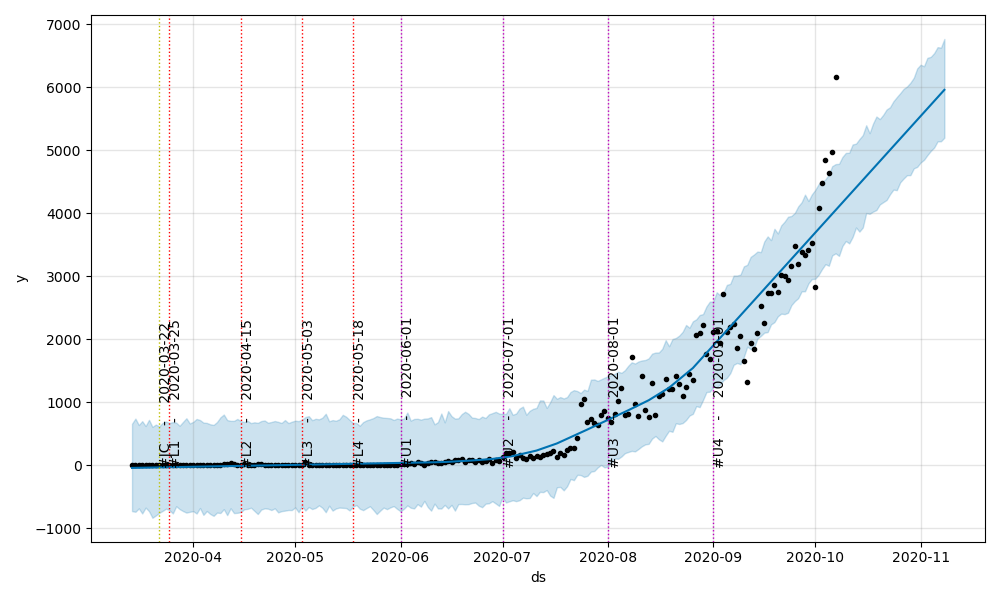 7000
6000
5000
4000
3000
2000
1000
0
−1000
y
#JC - 2020-03-22
#L1 - 2020-03-25
#L2 - 2020-04-15
#L3 - 2020-05-03
#L4 - 2020-05-18
#U1 - 2020-06-01
#U2 - 2020-07-01
#U3 - 2020-08-01
#U4 - 2020-09-01
2020-04
2020-05
2020-06
2020-07
2020-08
2020-09
2020-10
2020-11
ds